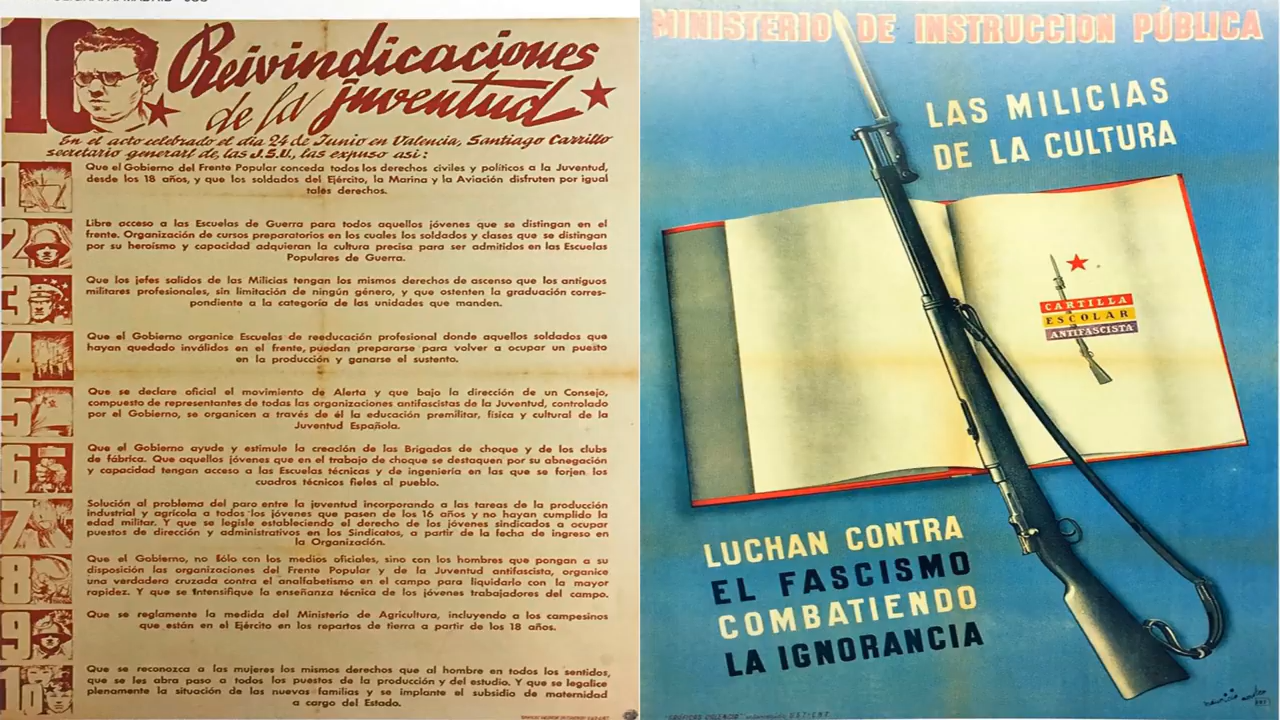 10 Reivindicaciones
de la juventud
En el acto celebrado el dia 24 de Junio en Valencia, Santiago Carrillo
secretario general de las J.S.U., las expuso asi:
1
Que el Gobierno del Frente Popular conceda todos los derechos civiles y políticos a la Juventud,
desde los 18 años, y que los soldados del Ejército, la Marina y la Aviación disfruten por igual
tales derechos.
2
Libre acceso a las Escuelas de Guerra para todos aquellos jóvenes que se distingan en el
frente. Organización de cursos preparatorios en los cuales los soldados y clases que se distingan
por su heroísmo y capacidad adquieran la cultura precisa para ser admitidos en las Escuelas
Populares de Guerra.
3
Que los jefes salidos de las Milicias tengan los mismos derechos de ascenso que los antiguos
militares profesionales, sin limitación de ningún género, y que ostenten la graduación corres-
pondiente a la categoría de las unidades que manden.
4
Que el Gobierno organice Escuelas de reeducación profesional donde aquellos soldados que
hayan quedado inválidos en el frente, puedan prepararse para volver a ocupar un puesto
en la producción y ganarse el sustento.
5
Que se declare oficial el movimiento de Alerta y que bajo la dirección de un Consejo,
compuesto de representantes de todas las organizaciones antifascistas de la Juventud, controlado
por el Gobierno, se organicen a través de él la educación premilitar, física y cultural de la
Juventud Española.
6
Que el Gobierno ayude y estimule la creación de las Brigadas de choque y de los clubs
de fábrica. Que aquellos jóvenes que en el trabajo de choque se destaquen por su abnegación
y capacidad tengan acceso a las Escuelas técnicas y de ingeniería en las que se forjen los
cuadros técnicos fieles al pueblo.
7
Solución al problema del paro entre la juventud incorporando a las tareas de la producción
industrial y agrícola a todos los jóvenes que pasen de los 16 años y no hayan cumplido la
edad militar. Y que se legisle estableciendo el derecho de los jóvenes sindicados a ocupar
puestos de dirección y administrativos en los Sindicatos, a partir de la fecha de ingreso en
la Organización.
8
Que el Gobierno, no sólo con los medios oficiales, sino con los hombres que pongan a su
disposición las organizaciones del Frente Popular y de la Juventud antifascista, organice
una verdadera cruzada contra el analfabetismo en el campo para liquidarlo con la mayor
rapidez. Y que se intensifique la enseñanza técnica de los jóvenes trabajadores del campo.
9
Que se reglamente la medida del Ministerio de Agricultura, incluyendo a los campesinos
que están en el Ejército en los repartos de tierra a partir de los 18 años.
10
Que se reconozca a las mujeres los mismos derechos que al hombre en todos los sentidos,
que se les abra paso a todos los puestos de la producción y del estudio. Y que se legalice
plenamente la situación de las nuevas familias y se implante el subsidio de maternidad
a cargo del Estado.
MINISTERIO DE INSTRUCCION PÚBLICA
LAS MILICIAS
DE LA CULTURA
CARTILLA
ESCOLAR
ANTIFASCISTA
LUCHAN CONTRA
EL FASCISMO
COMBATIENDO
LA IGNORANCIA